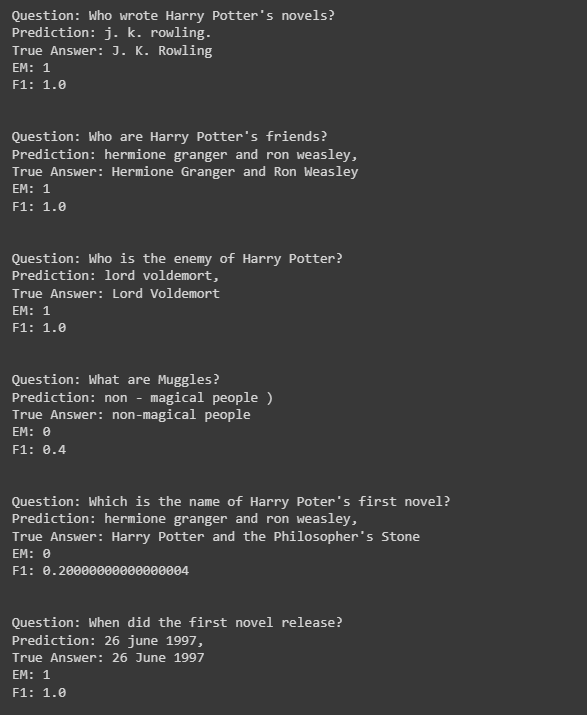 Question: Who wrote Harry Potter's novels?
Prediction: j. k. rowling.
True Answer: J. K. Rowling
EM: 1
F1: 1.0
Question: Who are Harry Potter's friends?
Prediction: hermione granger and ron weasley,
True Answer: Hermione Granger and Ron Weasley
EM: 1
F1: 1.0
Question: Who is the enemy of Harry Potter?
Prediction: lord voldemort,
True Answer: Lord Voldemort
EM: 1
F1: 1.0
Question: What are Muggles?
Prediction: non - magical people )
True Answer: non-magical people
EM: 0
F1: 0.4
Question: Which is the name of Harry Poter's first novel?
Prediction: hermione granger and ron weasley,
True Answer: Harry Potter and the Philosopher's Stone
EM: 0
F1: 0.20000000000000004
Question: When did the first novel release?
Prediction: 26 june 1997,
True Answer: 26 June 1997
EM: 1
F1: 1.0